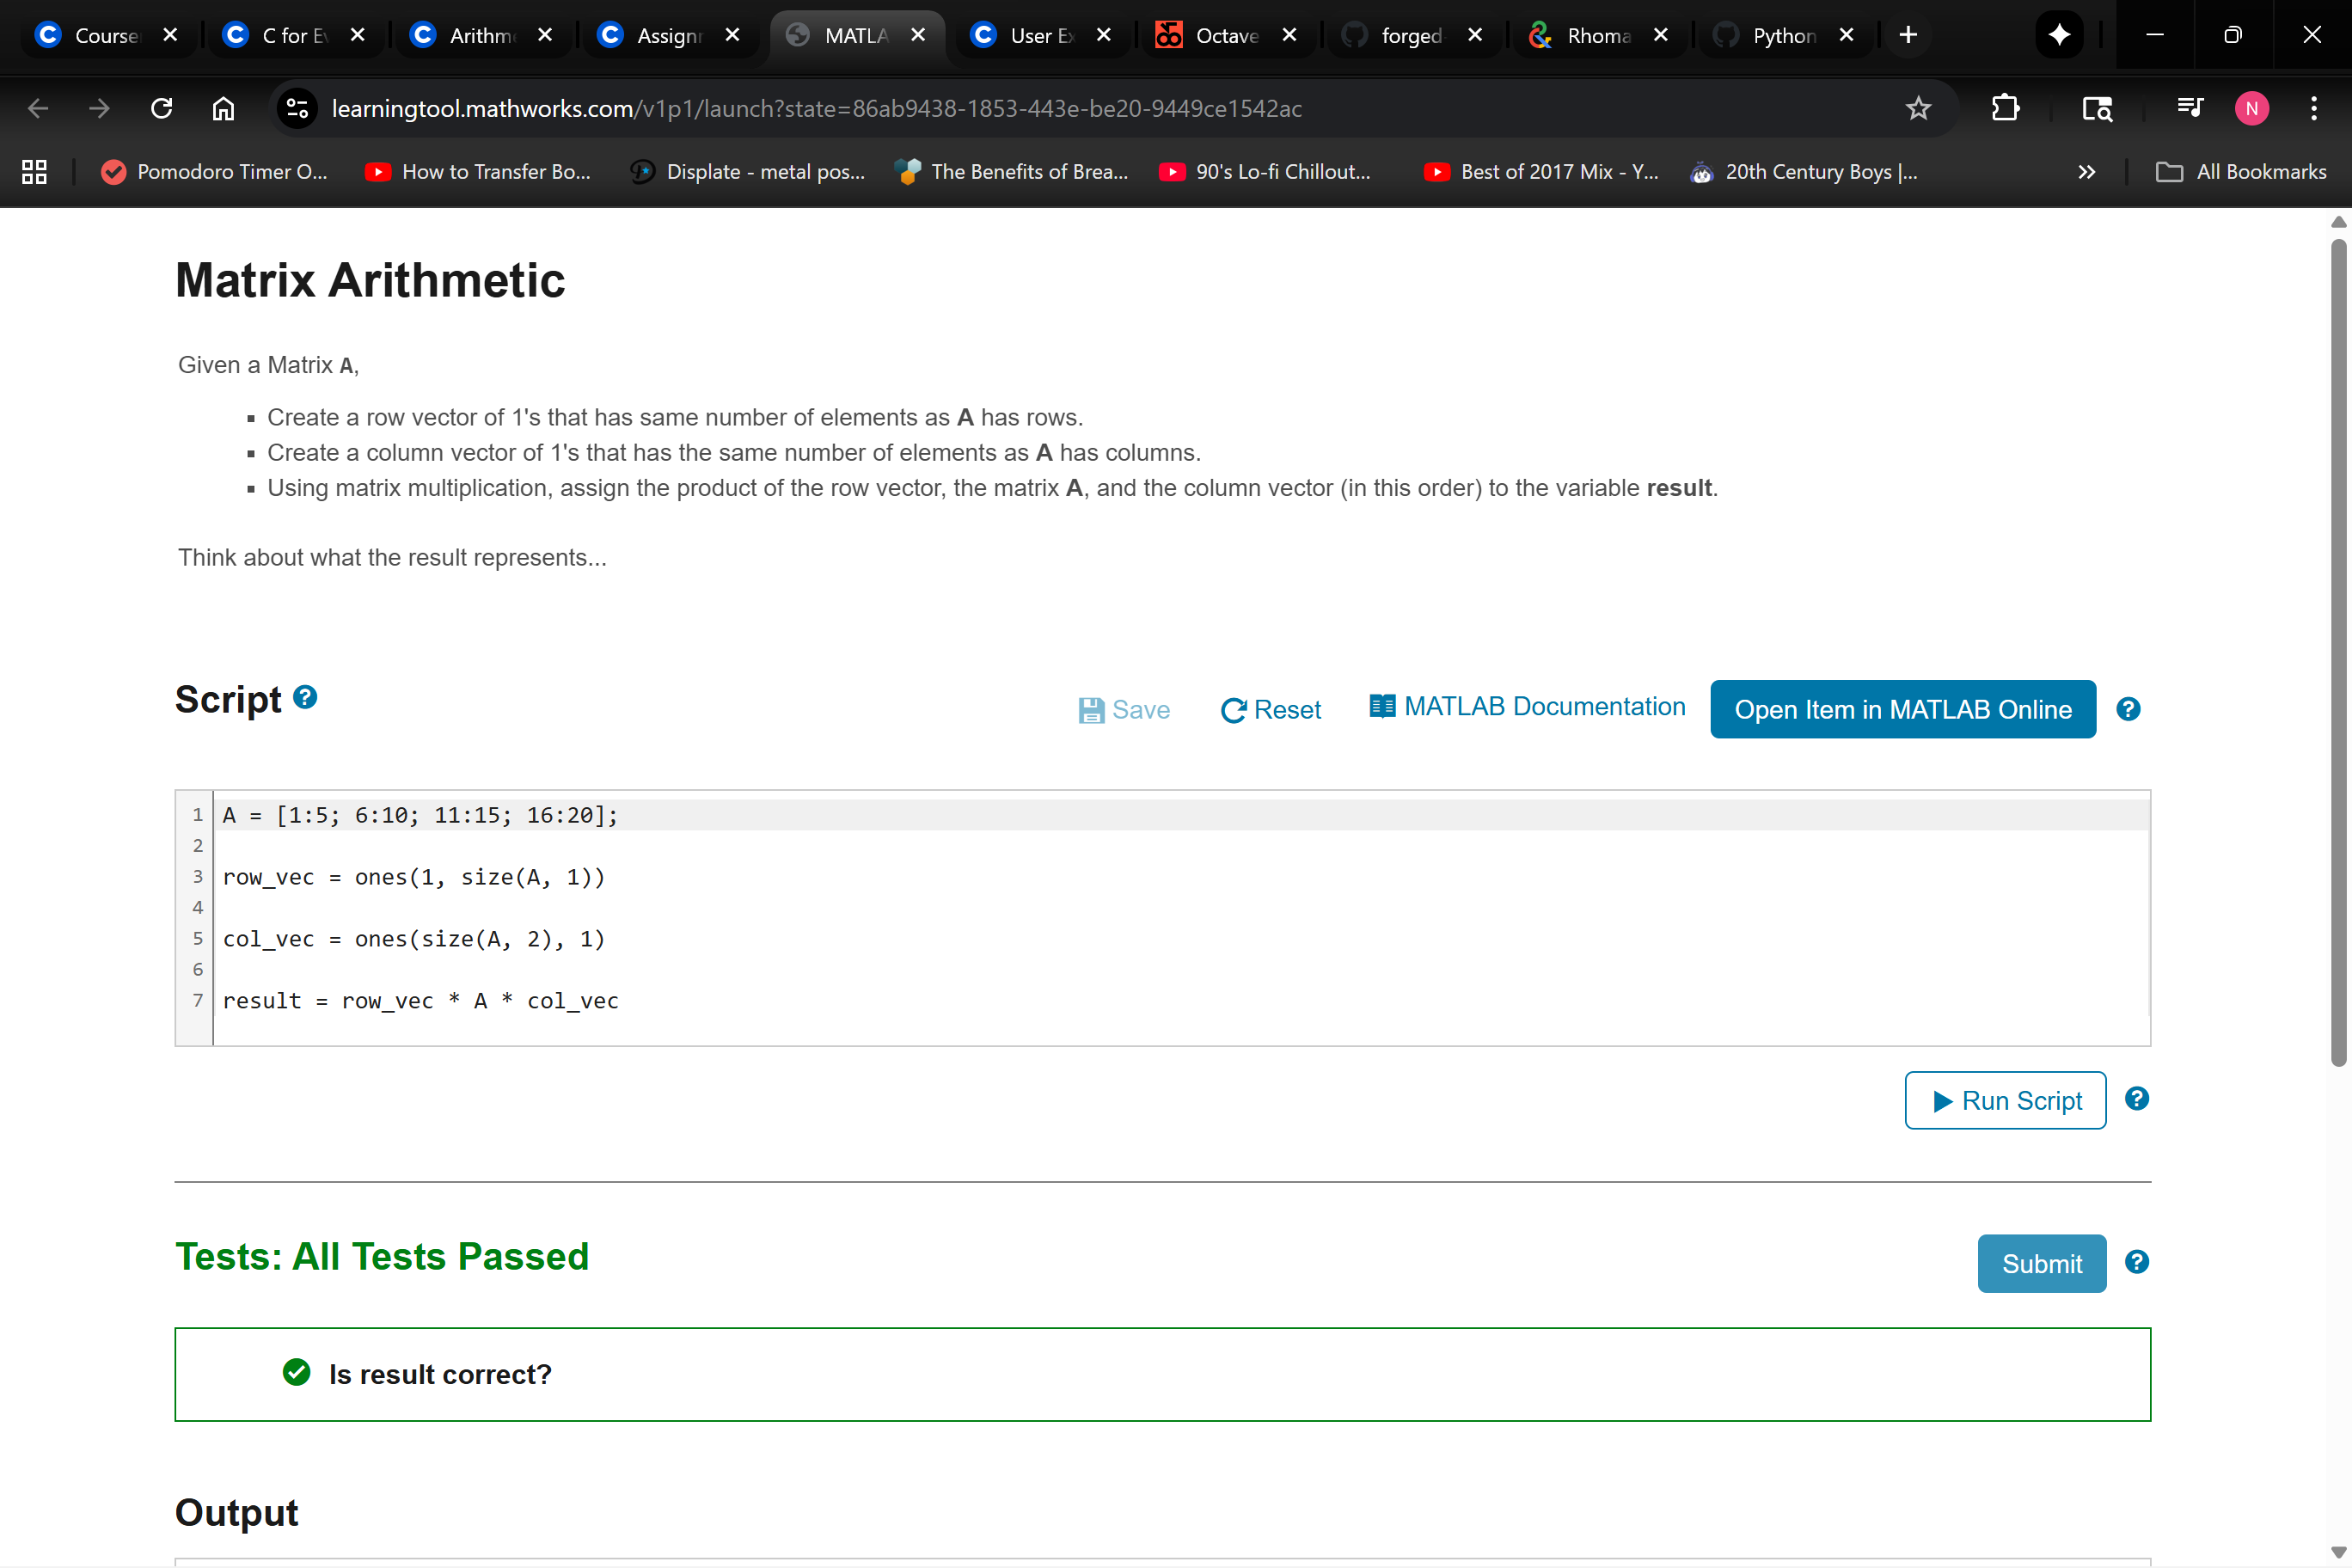 Course
C for Ev
Arithm
Assignr
MATLA
User Ex
Octave
forged-
Rhoma
Python
learningtool.mathworks.com/v1p1/launch?state=86ab9438-1853-443e-be20-9449ce1542ac
N
Pomodoro Timer O...
How to Transfer Bo...
Displate - metal pos...
The Benefits of Brea...
90's Lo-fi Chillout...
Best of 2017 Mix - Y...
20th Century Boys |...
All Bookmarks
Matrix Arithmetic
Given a Matrix A,
Create a row vector of 1's that has same number of elements as A has rows.
Create a column vector of 1's that has the same number of elements as A has columns.
Using matrix multiplication, assign the product of the row vector, the matrix A, and the column vector (in this order) to the variable result.
Think about what the result represents...
Script
Save
Reset
MATLAB Documentation
Open Item in MATLAB Online
1 A = [1:5; 6:10; 11:15; 16:20];
2
3 row_vec = ones(1, size(A, 1))
4
5 col_vec = ones(size(A, 2), 1)
6
7 result = row_vec * A * col_vec
Run Script
Tests: All Tests Passed
Submit
Is result correct?
Output